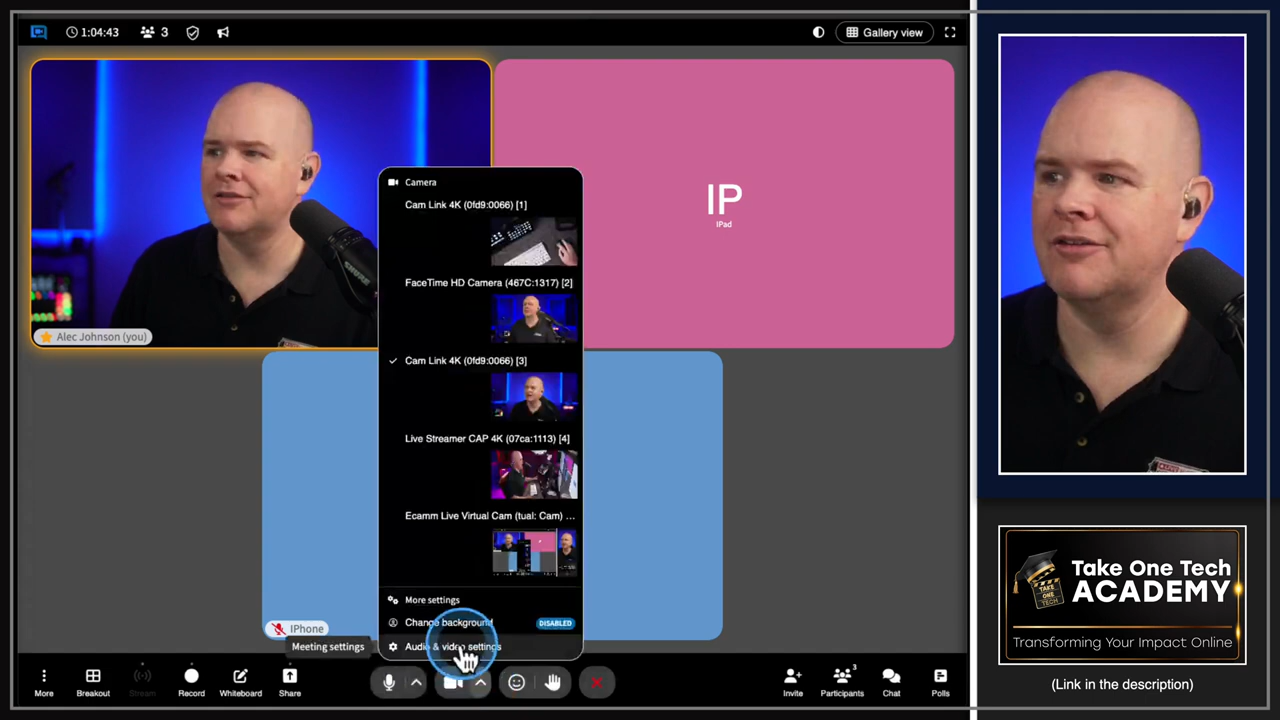 1:04:43
3
Gallery view
Alec Johnson (you)
IP
IPad
Camera
Cam Link 4K (0fd9:0066) [1]
FaceTime HD Camera (467C:1317) [2]
Cam Link 4K (0fd9:0066) [3]
Live Streamer CAP 4K (07ca:1113) [4]
Ecamm Live Virtual Cam (tual: Cam) ...
More settings
Change background
DISABLED
Audio & video settings
IPhone
Meeting settings
More
Breakout
Stream
Record
Whiteboard
Share
Invite
3
Participants
Chat
Polls
SHURE
TAKE ONE TECH
Take One Tech
ACADEMY
Transforming Your Impact Online
(Link in the description)